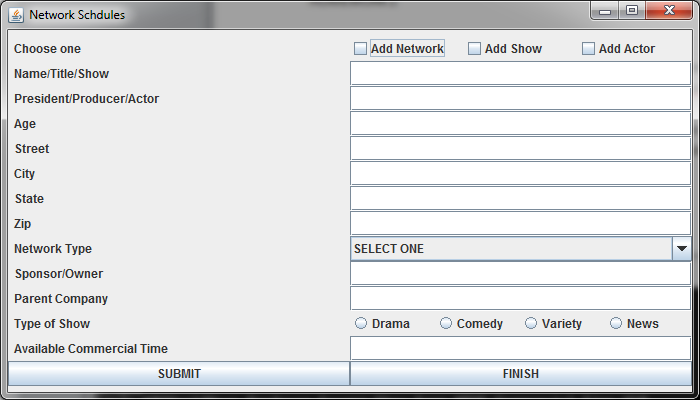 Network Schdules
Choose one Add Network Add Show Add Actor
Name/Title/Show
President/Producer/Actor
Age
Street
City
State
Zip
Network Type SELECT ONE
Sponsor/Owner
Parent Company
Type of Show Drama Comedy Variety News
Available Commercial Time
SUBMIT FINISH